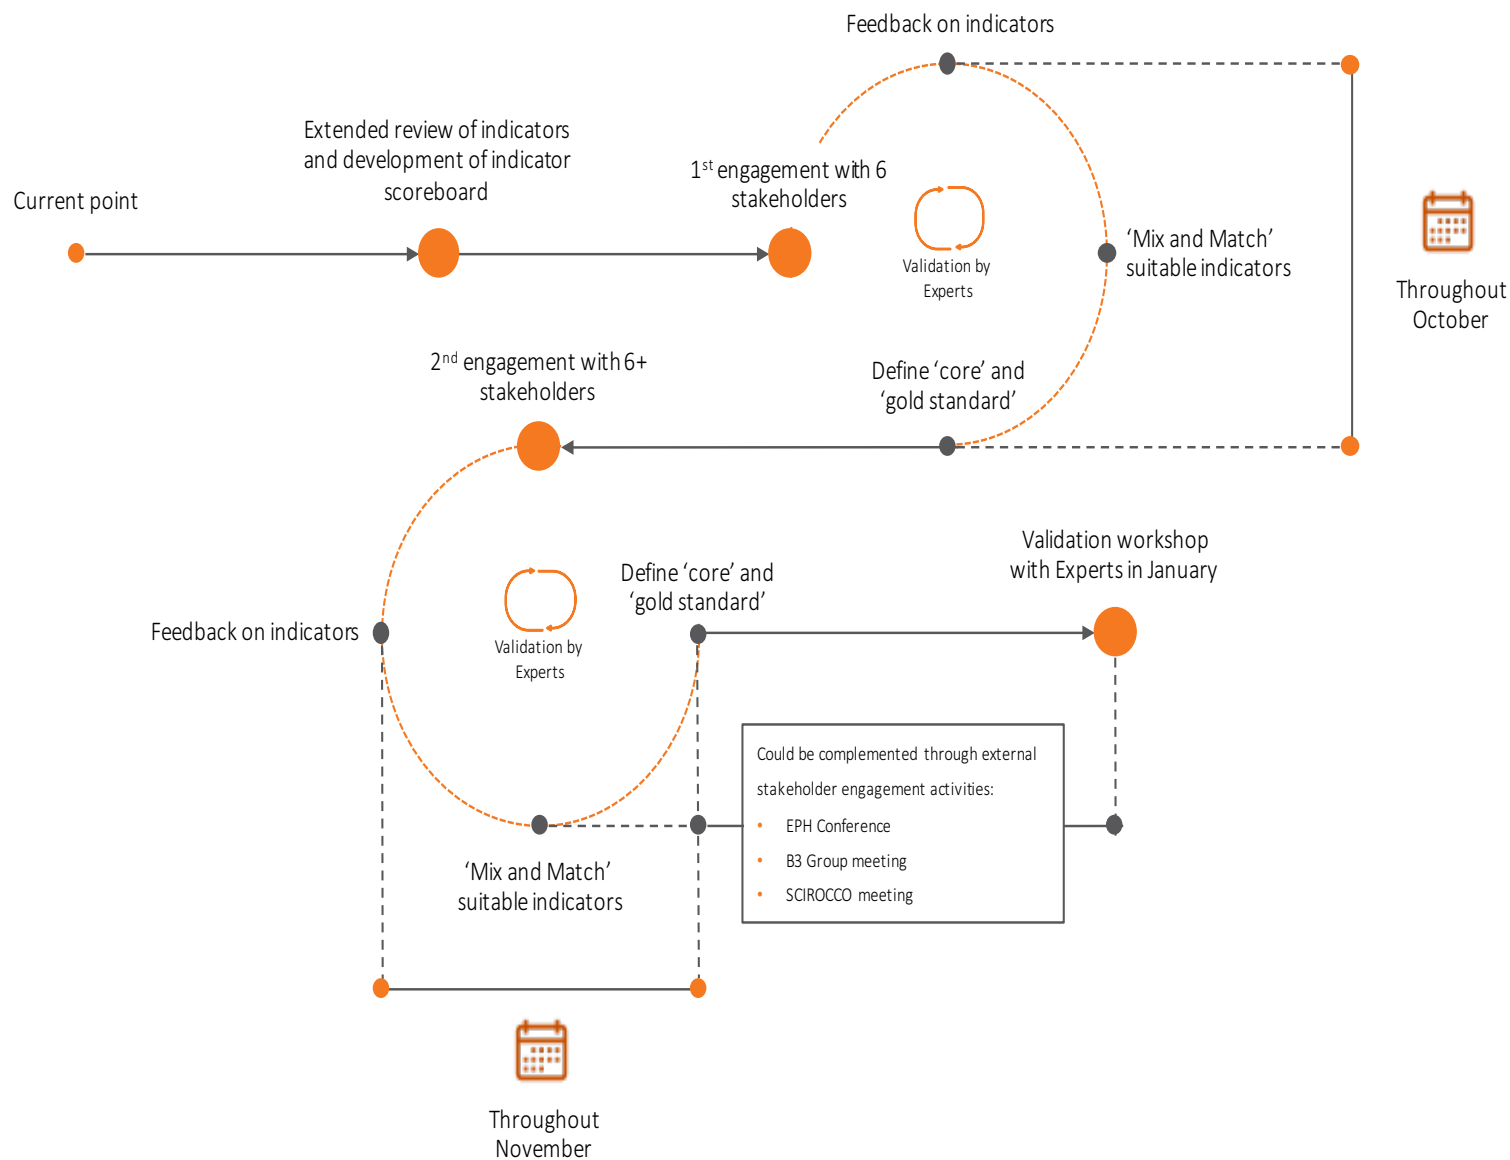 Feedback on indicators
Extended review of indicators
and development of indicator
scoreboard
Current point
1st engagement with 6
stakeholders
Validation by
Experts
‘Mix and Match’
suitable indicators
Throughout
October
Define ‘core’ and
‘gold standard’
2nd engagement with 6+
stakeholders
Validation workshop
with Experts in January
Define ‘core’ and
‘gold standard’
Feedback on indicators
Validation by
Experts
Could be complemented through external
stakeholder engagement activities:
• EPH Conference
• B3 Group meeting
• SCIROCCO meeting
‘Mix and Match’
suitable indicators
Throughout
November